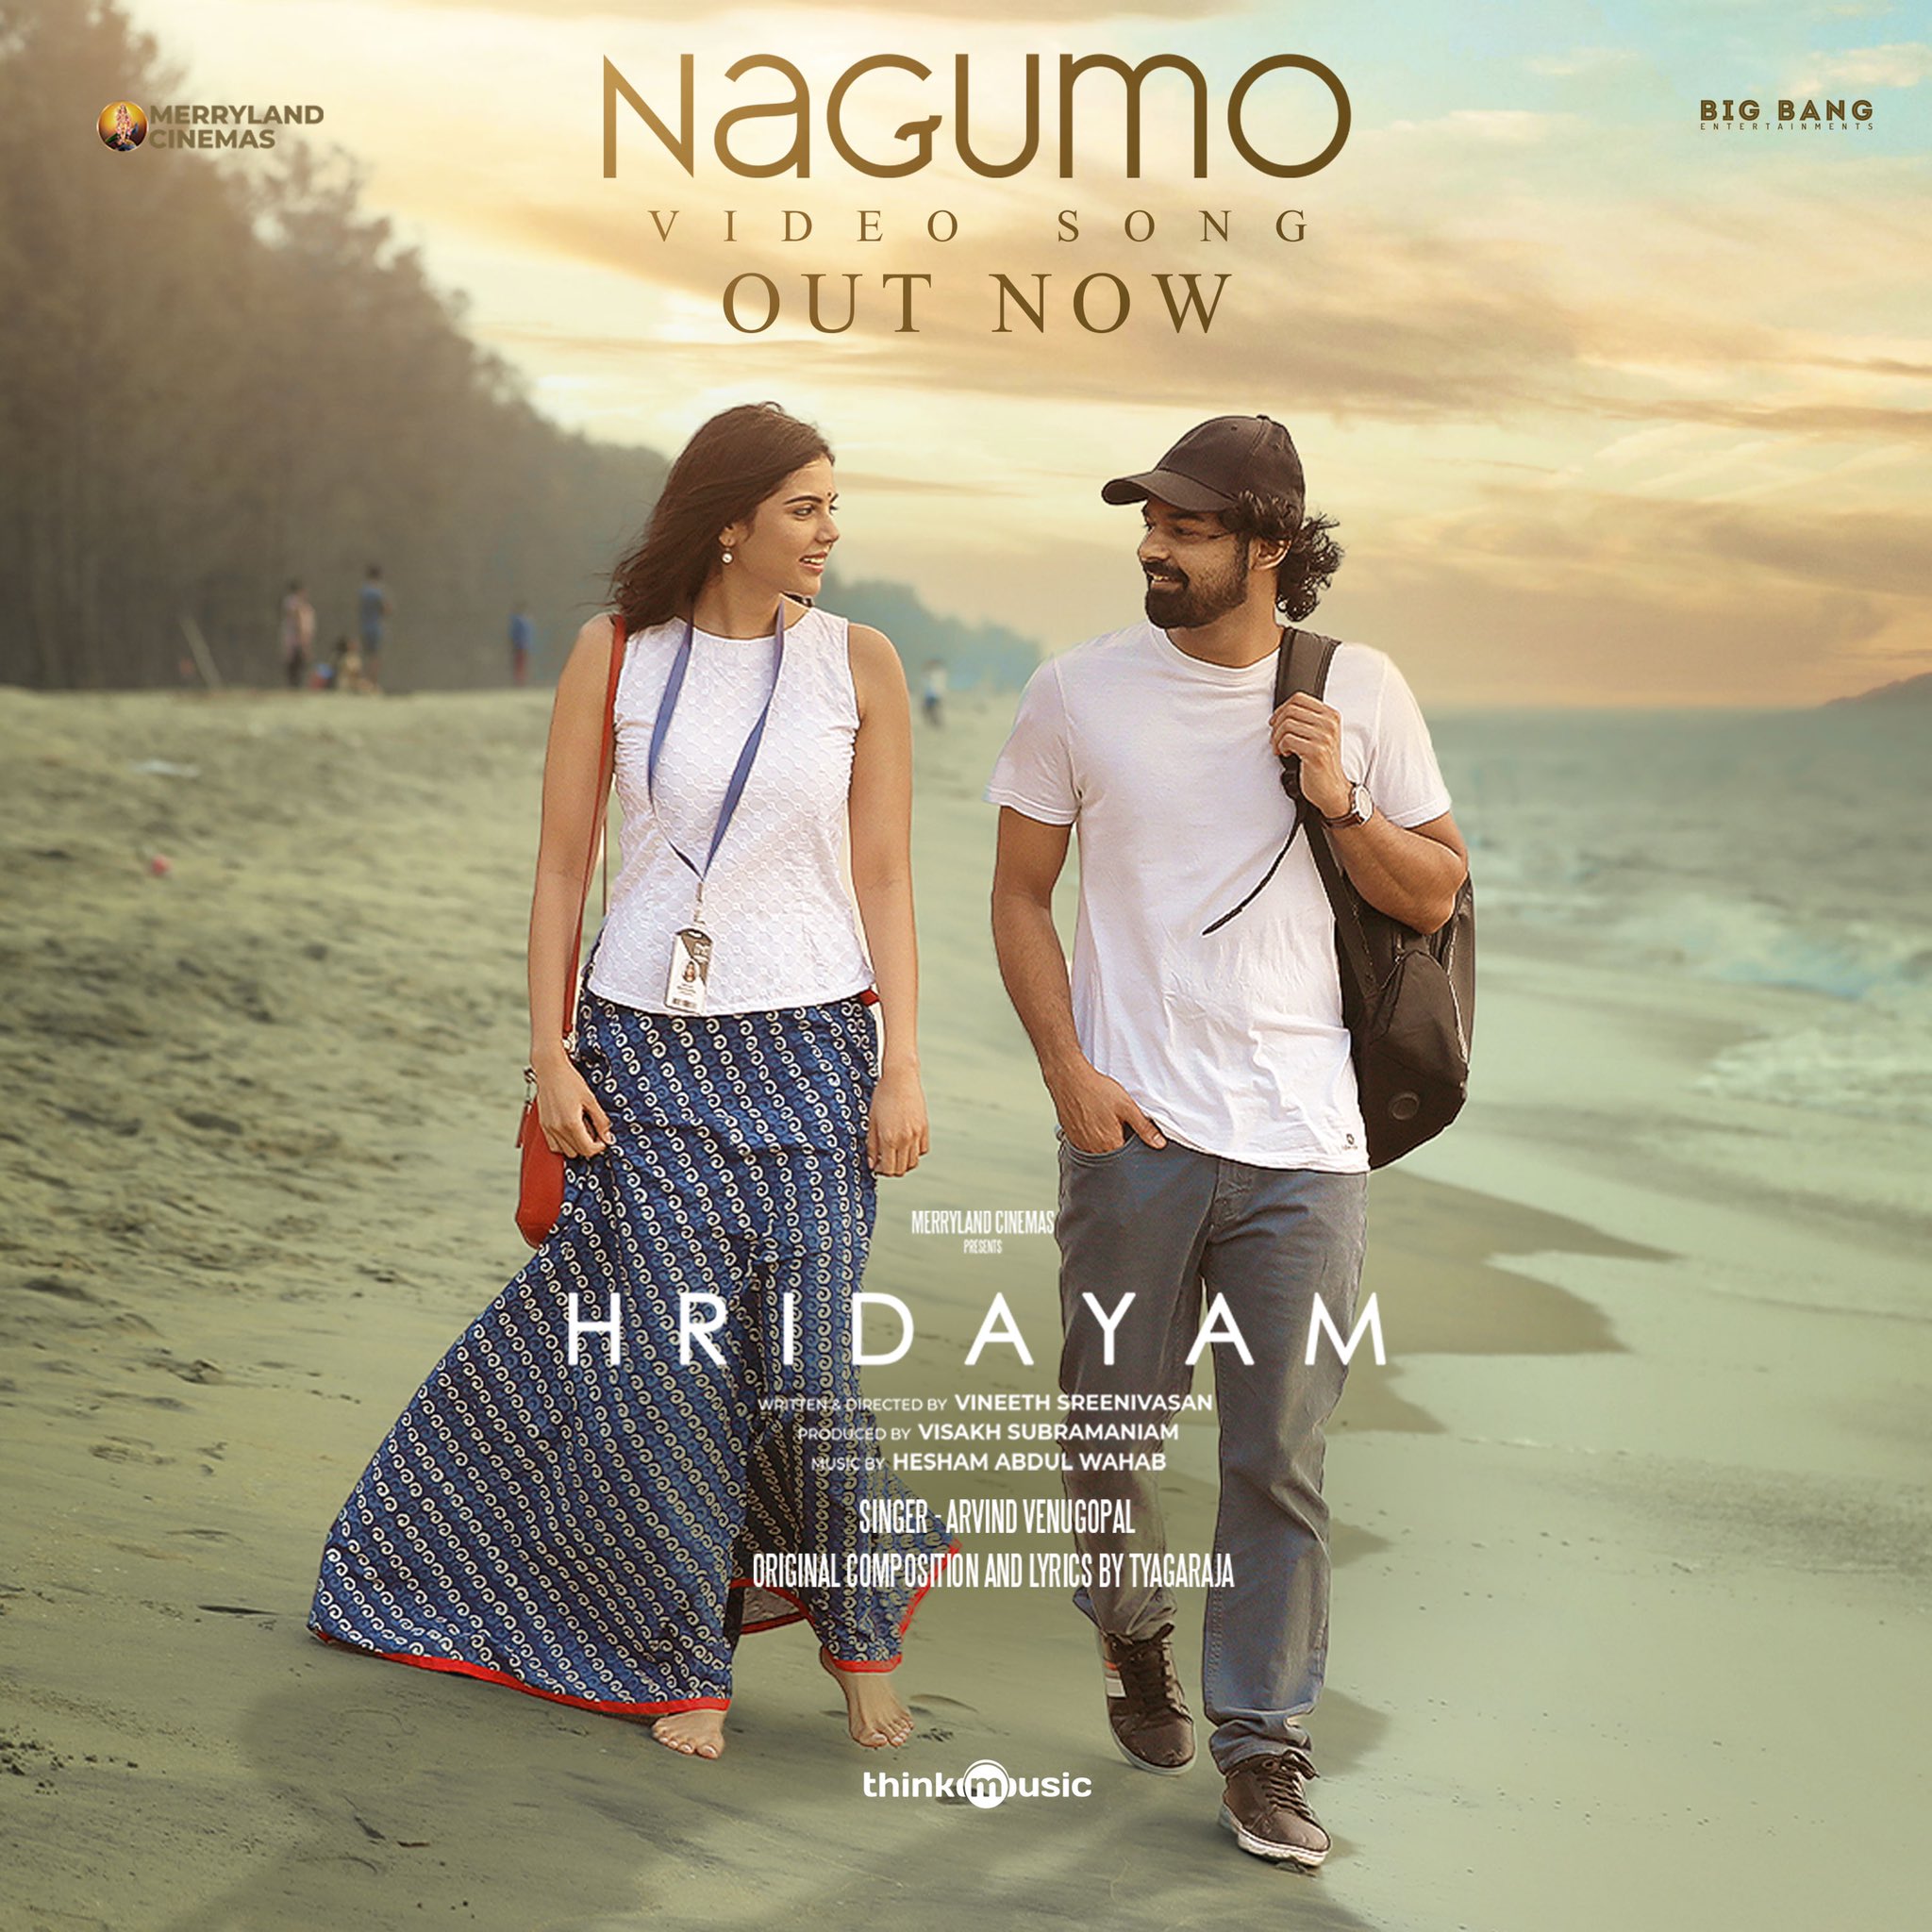 MERRYLAND
CINEMAS
NAGUMO
BIG BANG
ENTERTAINMENTS
VIDEO SONG
OUT NOW
MERRYLAND CINEMAS
PRESENTS
HRIDAYAM
WRITTEN & DIRECTED BY VINEETH SREENIVASAN
PRODUCED BY VISAKH SUBRAMANIAM
MUSIC BY HESHAM ABDUL WAHAB
SINGER - ARVIND VENUGOPAL
ORIGINAL COMPOSITION AND LYRICS BY TYAGARAJA
thinkmusic